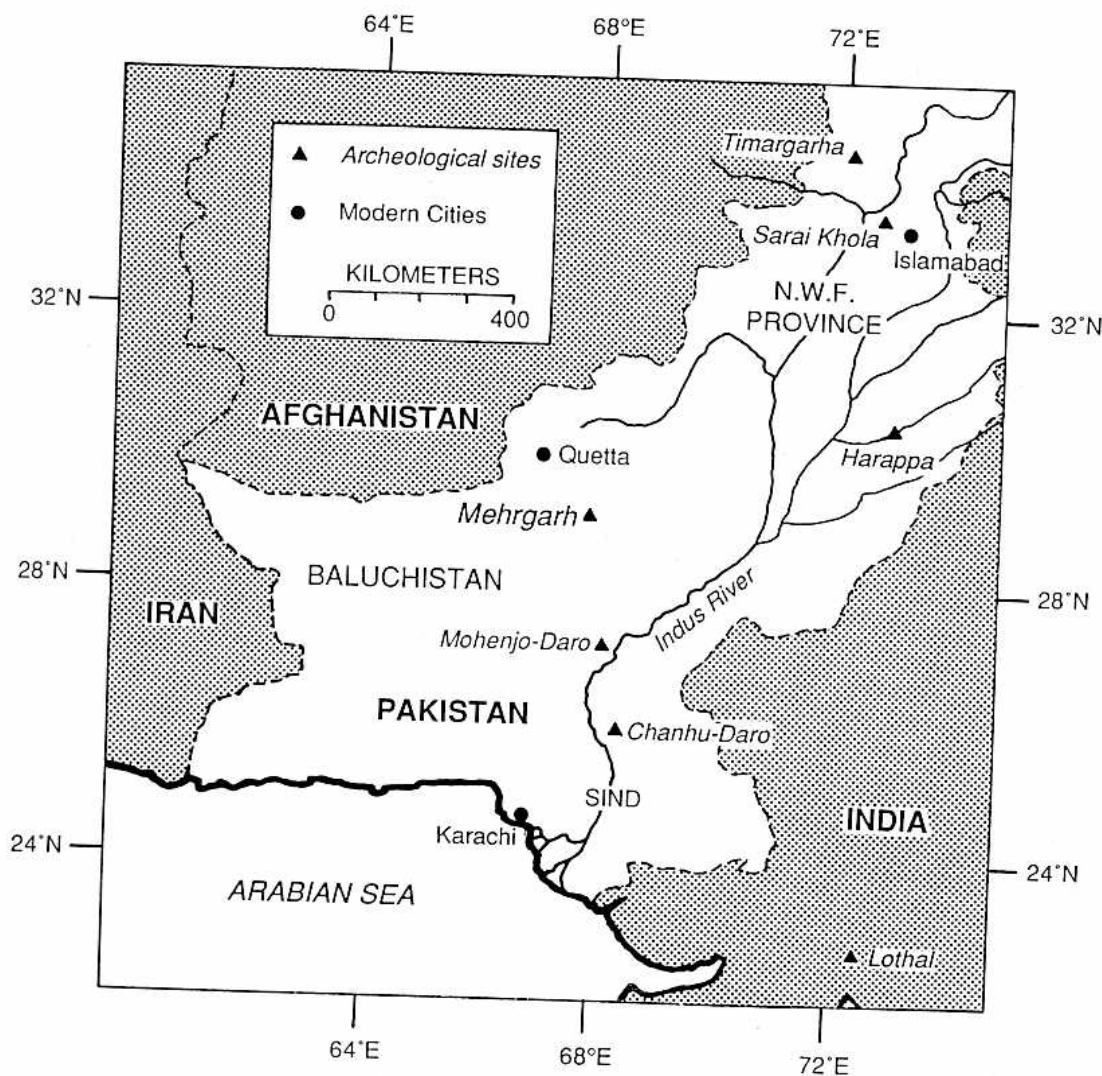 64°E
68°E
72°E
▲ Archeological sites
● Modern Cities
KILOMETERS
0 400
Timargarha
Sarai Khola
Islamabad
N.W.F.
PROVINCE
32°N
32°N
AFGHANISTAN
Quetta
Harappa
Mehrgarh
28°N
BALUCHISTAN
28°N
IRAN
Indus River
Mohenjo-Daro
PAKISTAN
Chanhu-Daro
SIND
INDIA
Karachi
24°N
24°N
ARABIAN SEA
Lothal
64°E
68°E
72°E